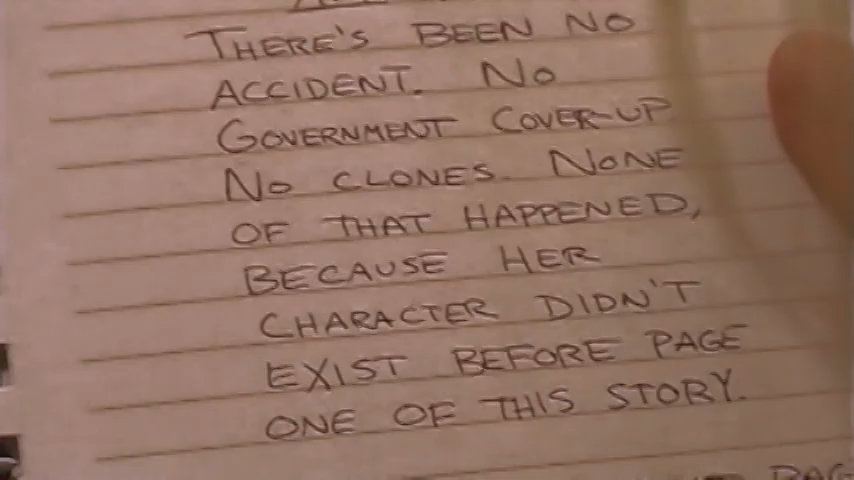 THERE'S BEEN NO
ACCIDENT. NO
GOVERNMENT COVER-UP
NO CLONES. NONE
OF THAT HAPPENED,
BECAUSE HER
CHARACTER DIDN'T
EXIST BEFORE PAGE
ONE OF THIS STORY.